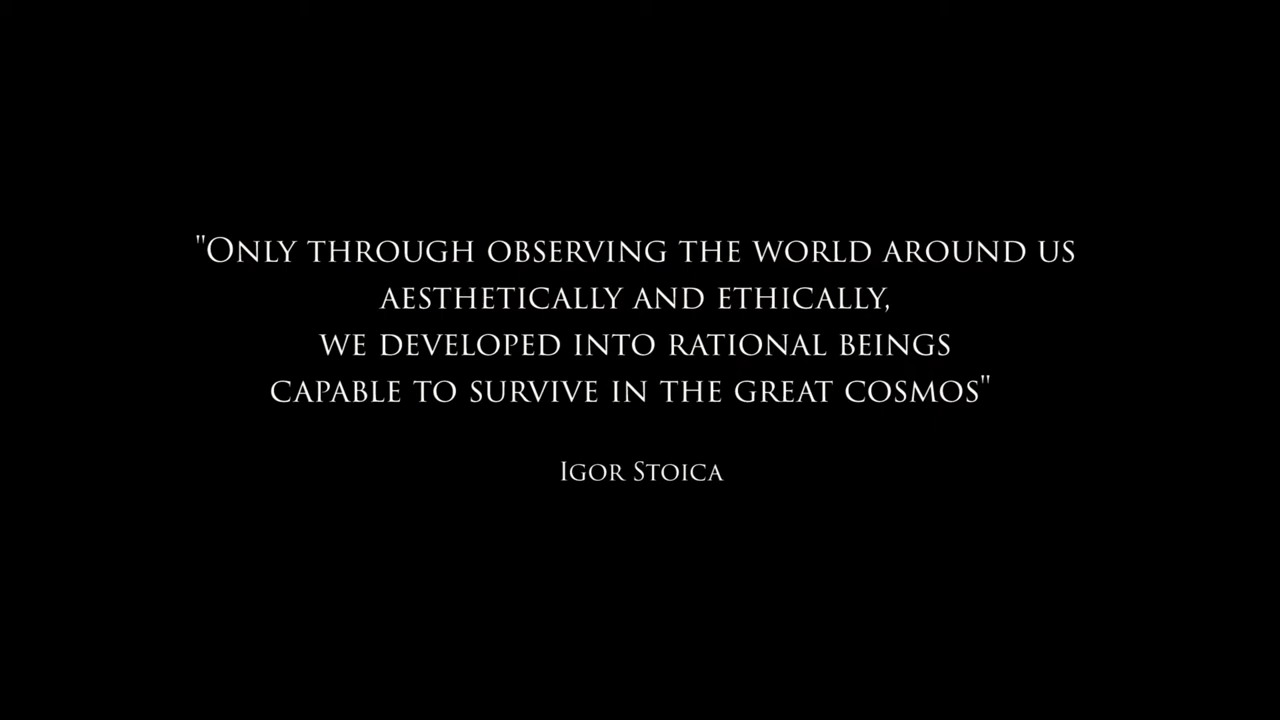 "Only through observing the world around us
aesthetically and ethically,
we developed into rational beings
capable to survive in the great cosmos"
Igor Stoica